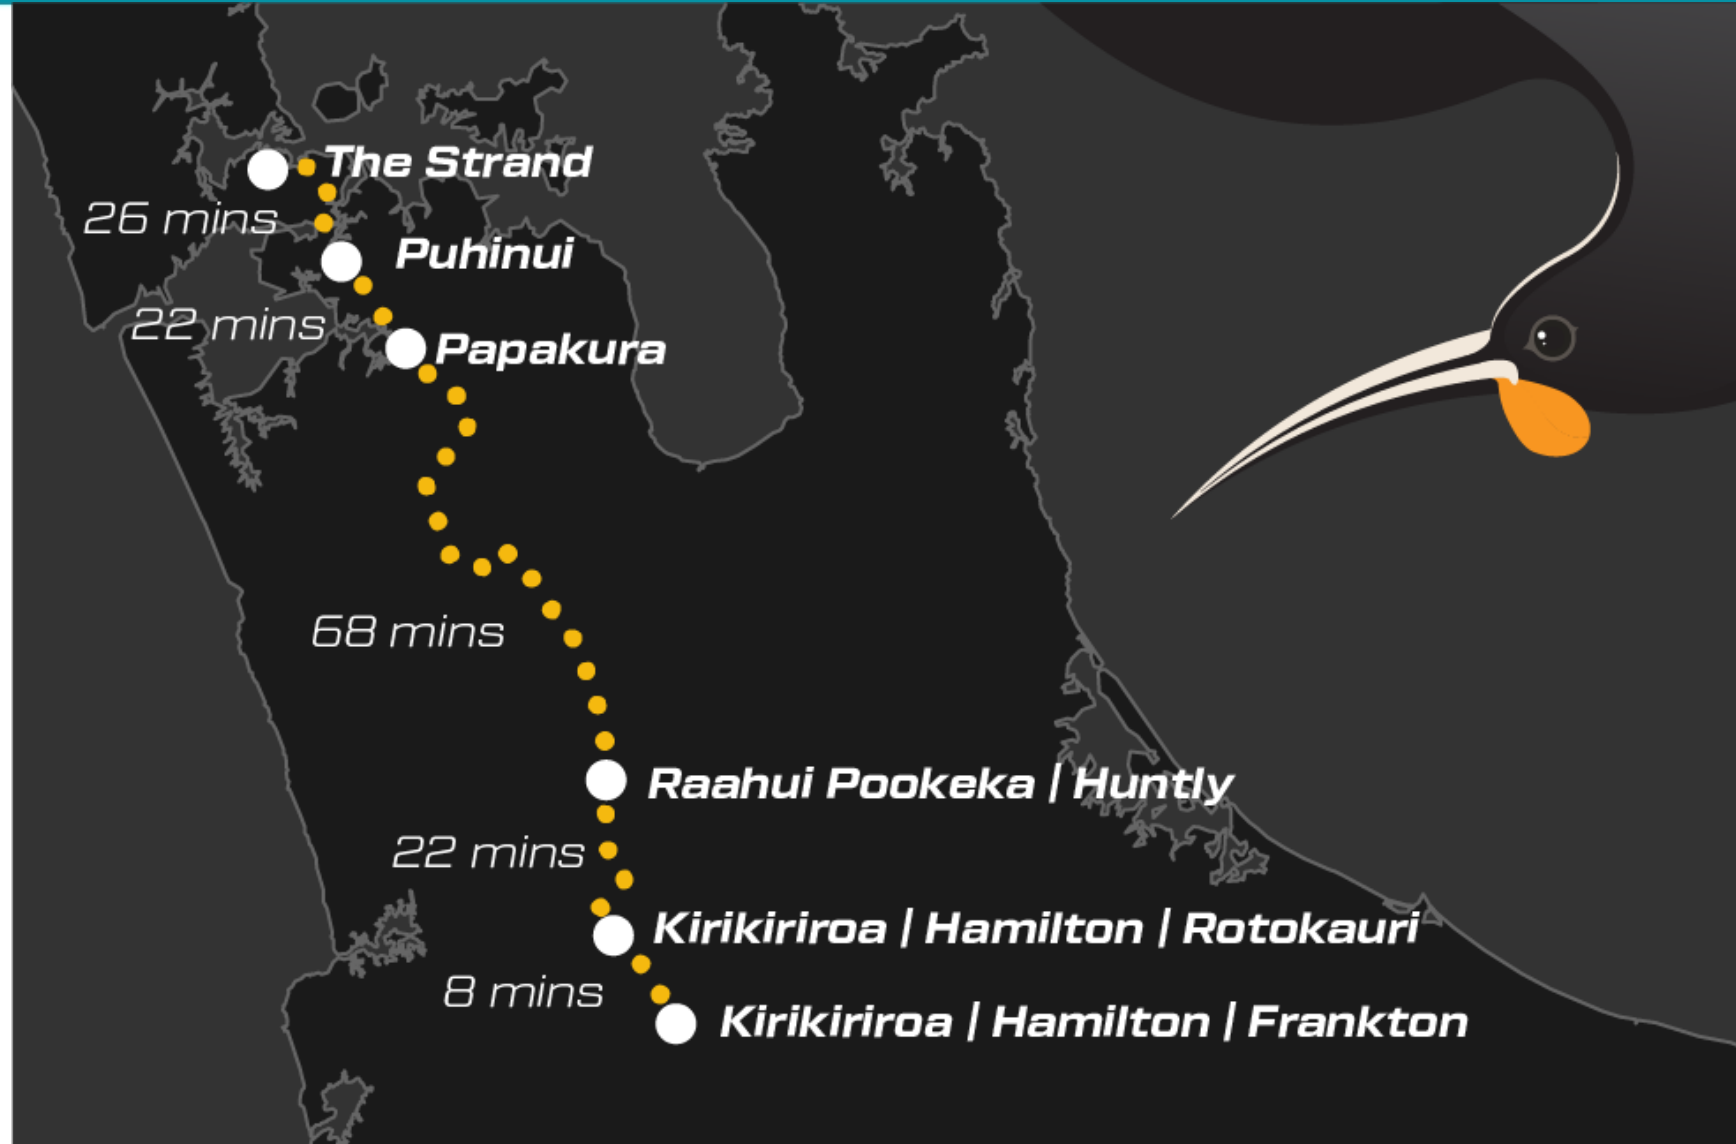 The Strand
26 mins
Puhinui
22 mins
Papakura
68 mins
Raahui Pookeka | Huntly
22 mins
Kirikiriroa | Hamilton | Rotokauri
8 mins
Kirikiriroa | Hamilton | Frankton